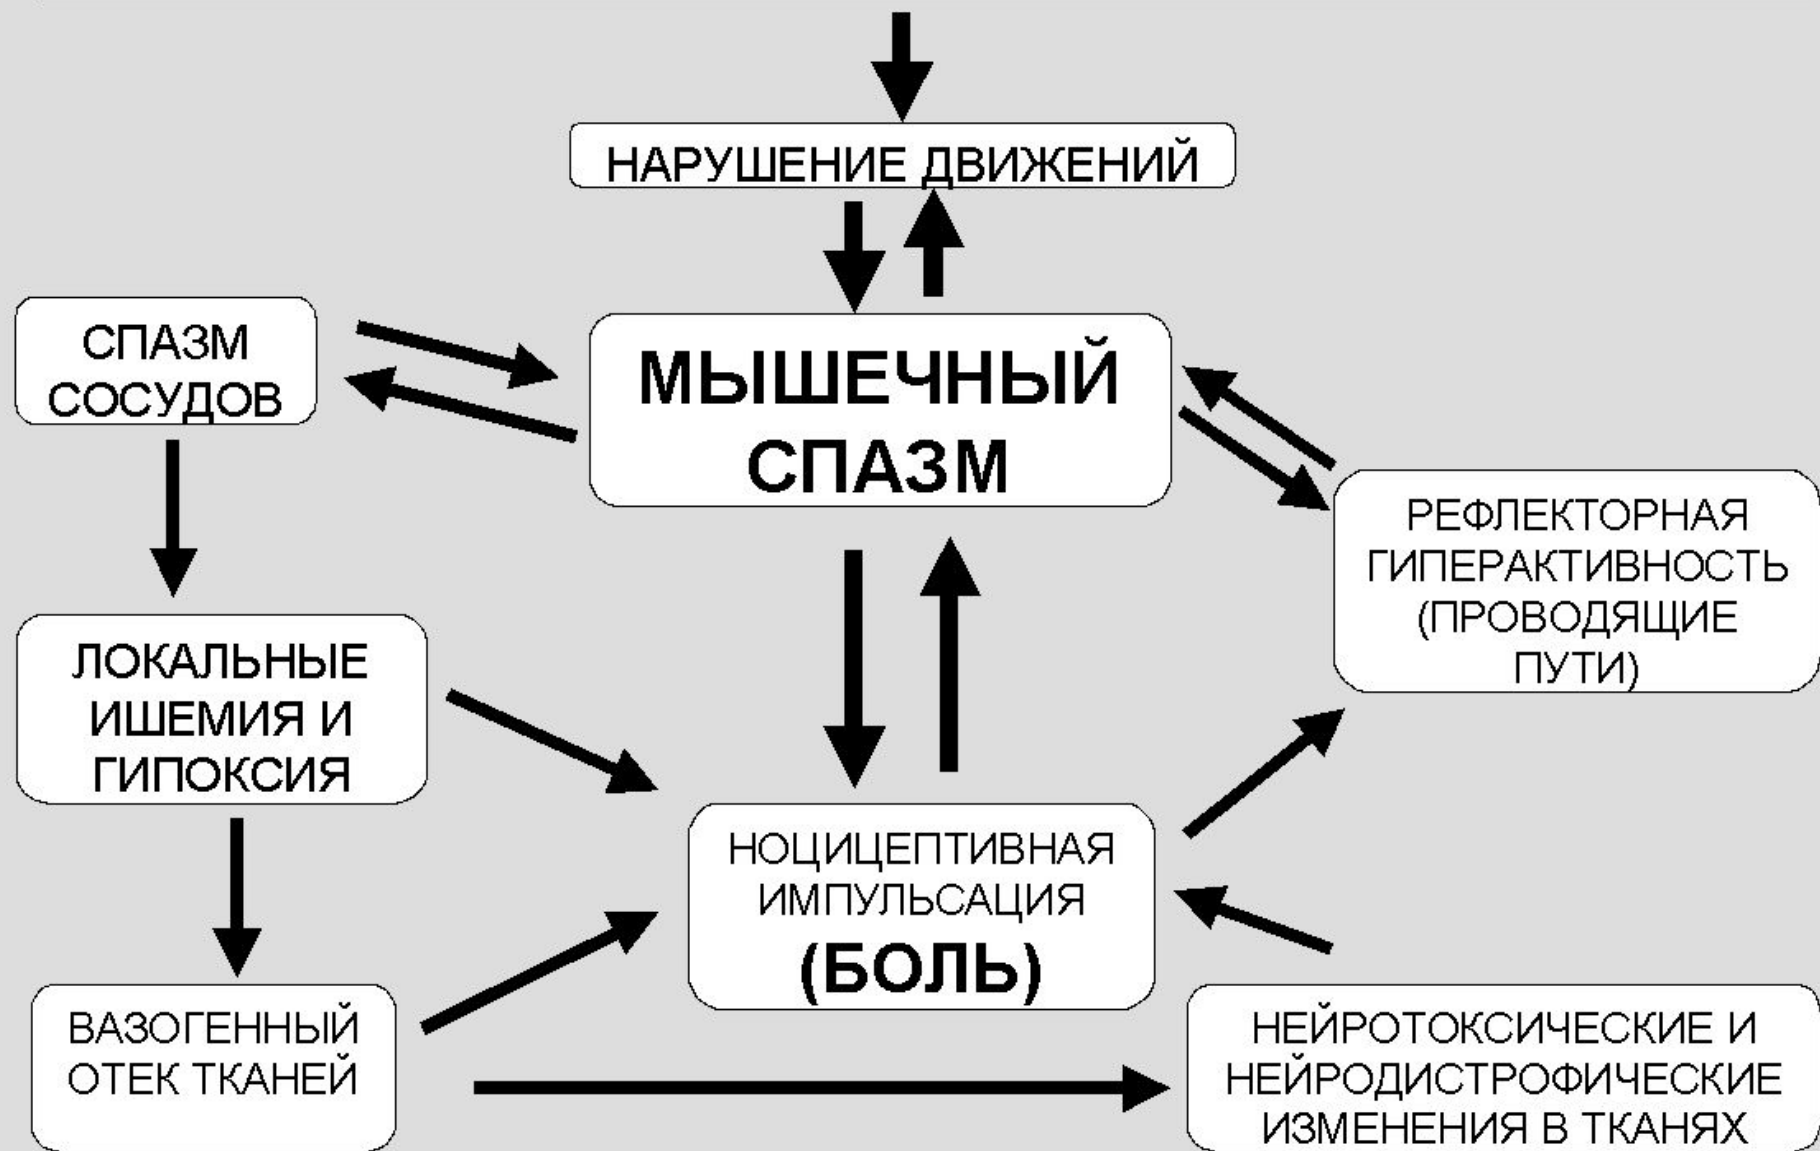 НАРУШЕНИЕ ДВИЖЕНИЙ
СПАЗМ
СОСУДОВ
МЫШЕЧНЫЙ
СПАЗМ
РЕФЛЕКТОРНАЯ
ГИПЕРАКТИВНОСТЬ
(ПРОВОДЯЩИЕ
ПУТИ)
ЛОКАЛЬНЫЕ
ИШЕМИЯ И
ГИПОКСИЯ
НОЦИЦЕПТИВНАЯ
ИМПУЛЬСАЦИЯ
(БОЛЬ)
ВАЗОГЕННЫЙ
ОТЕК ТКАНЕЙ
НЕЙРОТОКСИЧЕСКИЕ И
НЕЙРОДИСТРОФИЧЕСКИЕ
ИЗМЕНЕНИЯ В ТКАНЯХ